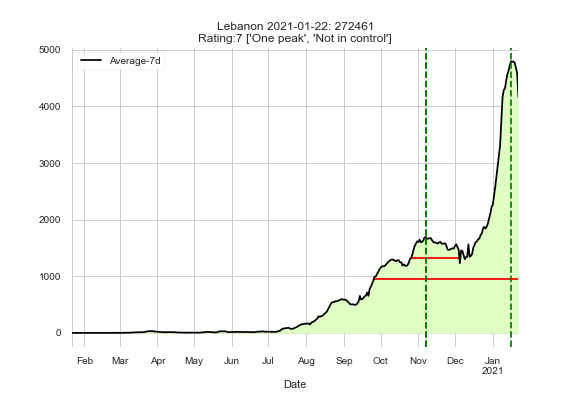 Lebanon 2021-01-22: 272461
Rating:7 ['One peak', 'Not in control']
Average-7d
5000
4000
3000
2000
1000
0
Feb Mar Apr May Jun Jul Aug Sep Oct Nov Dec Jan
2021
Date